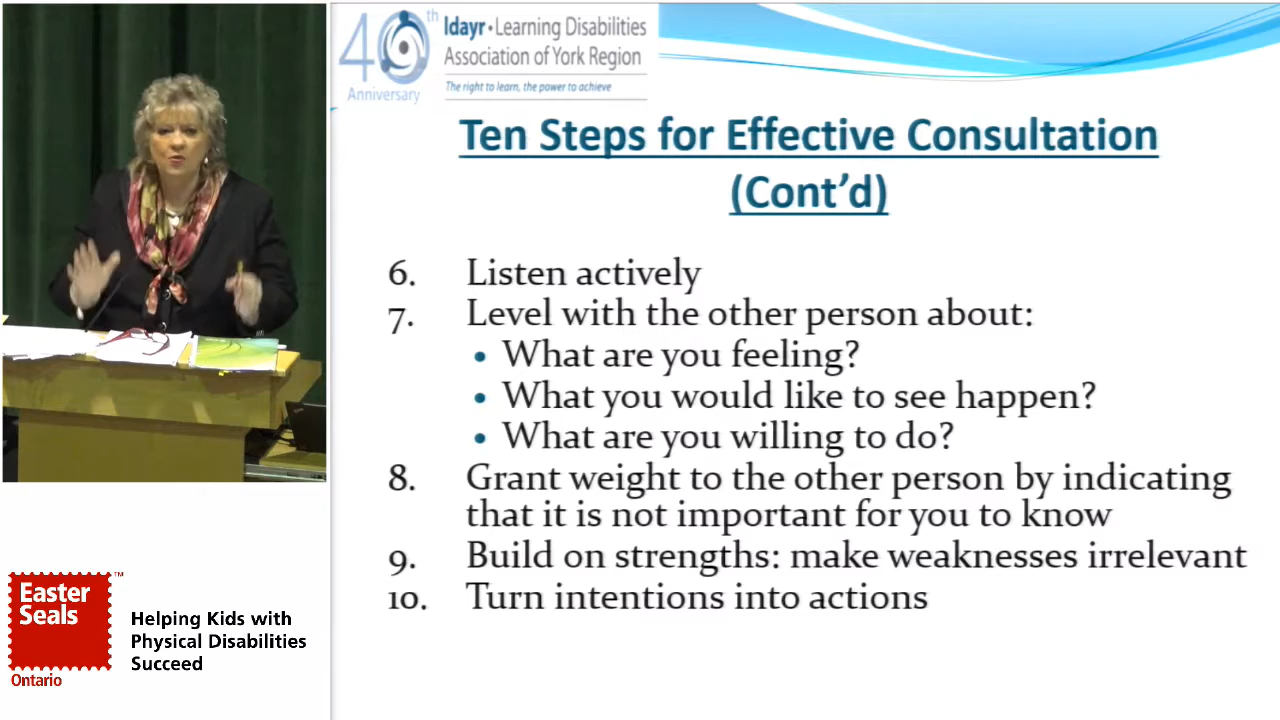 40th
Anniversary
ldayr • Learning Disabilities
Association of York Region
The right to learn, the power to achieve
Ten Steps for Effective Consultation
(Cont’d)
6. Listen actively
7. Level with the other person about:
• What are you feeling?
• What you would like to see happen?
• What are you willing to do?
8. Grant weight to the other person by indicating
that it is not important for you to know
9. Build on strengths: make weaknesses irrelevant
10. Turn intentions into actions
Easter
Seals™
Ontario
Helping Kids with
Physical Disabilities
Succeed